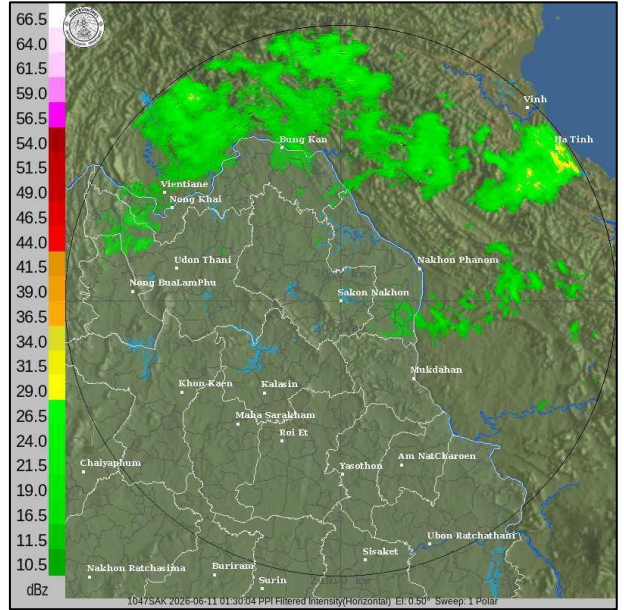 66.5
64.0
61.5
59.0
56.5
54.0
51.5
49.0
46.5
44.0
41.5
39.0
36.5
34.0
31.5
29.0
26.5
24.0
21.5
19.0
16.5
11.5
10.5
dBz
Vinh
Ha Tinh
Bung Kan
Vientiane
Nong Khai
Udon Thani
Nakhon Phanom
Nong BuaLamPhu
Sakon Nakhon
Mukdahan
Khon Kaen
Kalasin
Maha Sarakham
Roi Et
Chaiyaphum
Yasothon
Am NatCharoen
Ubon Ratchathani
Sisaket
Nakhon Ratchasima
Buriram
Surin
1047SAK 2026-06-11 01:30:04 PPI Filtered Intensity(Horizontal) El: 0.50° Sweep: 1 Polar